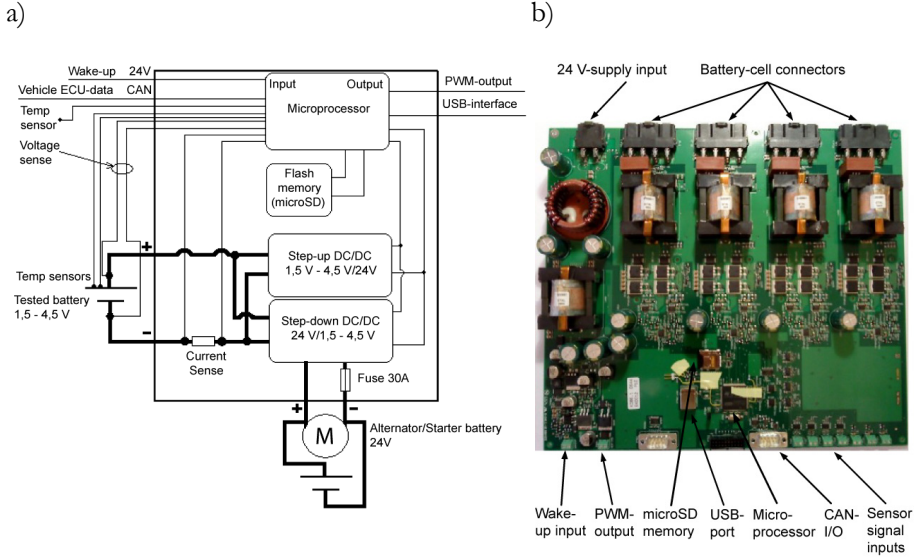 a)
b)
Wake-up 24V
Vehicle ECU-data CAN
Temp
sensor
Voltage
sense
Input Output
Microprocessor
PWM-output
USB-interface
Flash
memory
(microSD)
+
Step-up DC/DC
1,5 V - 4,5 V/24V
Temp sensors
Tested battery
1,5 - 4,5 V
Step-down DC/DC
24 V/1,5 - 4,5 V
-
Current
Sense
Fuse 30A
+ -
M
Alternator/Starter battery
24V
24 V-supply input
Battery-cell connectors
Wake-
up input
PWM-
output
microSD
memory
USB-
port
Micro-
processor
CAN-
I/O
Sensor
signal
inputs